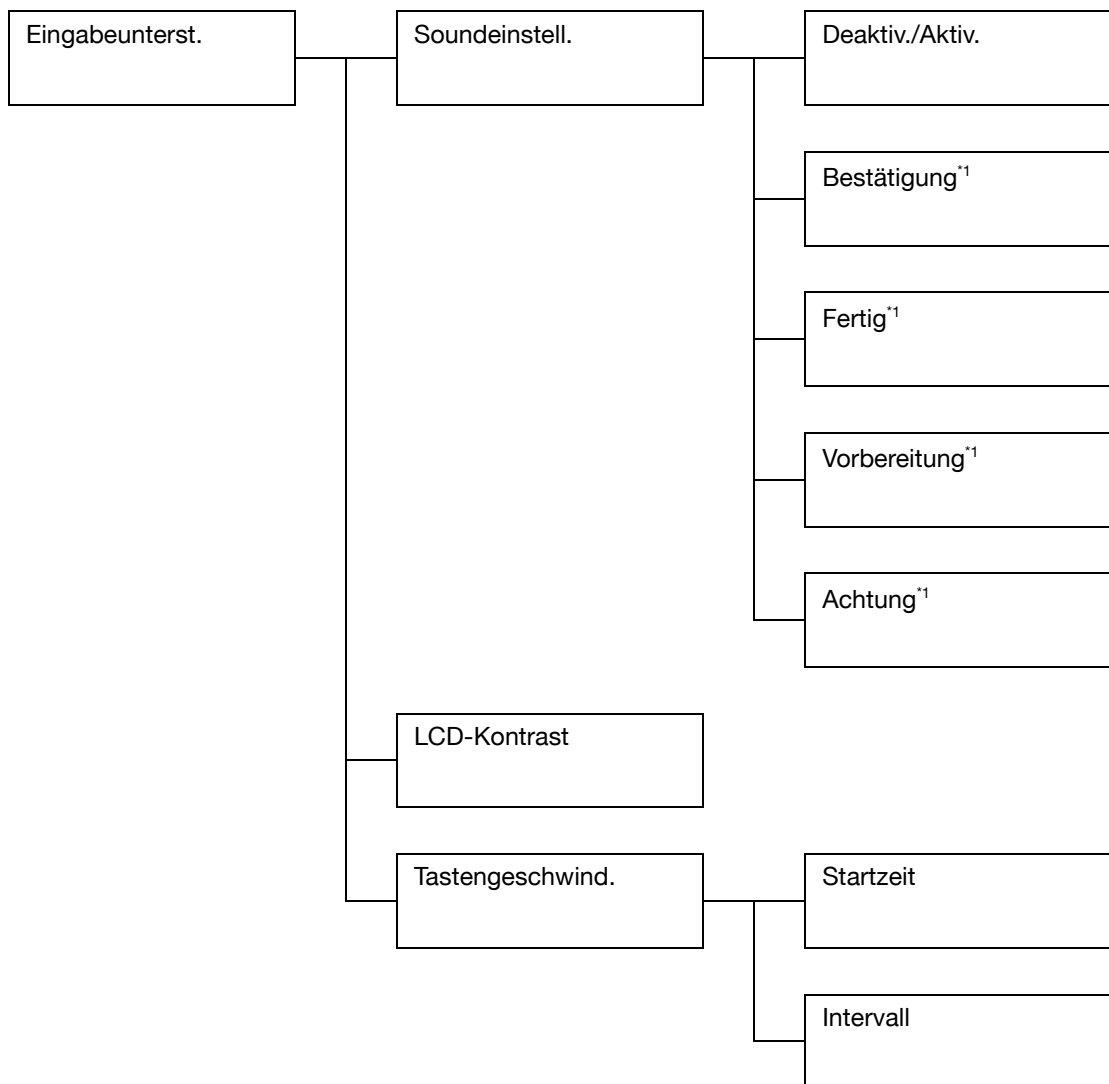 Eingabeunterst.
Soundeinstell.
Deaktiv./Aktiv.
Bestätigung*1
Fertig*1
Vorbereitung*1
Achtung*1
LCD-Kontrast
Tastengeschwind.
Startzeit
Intervall